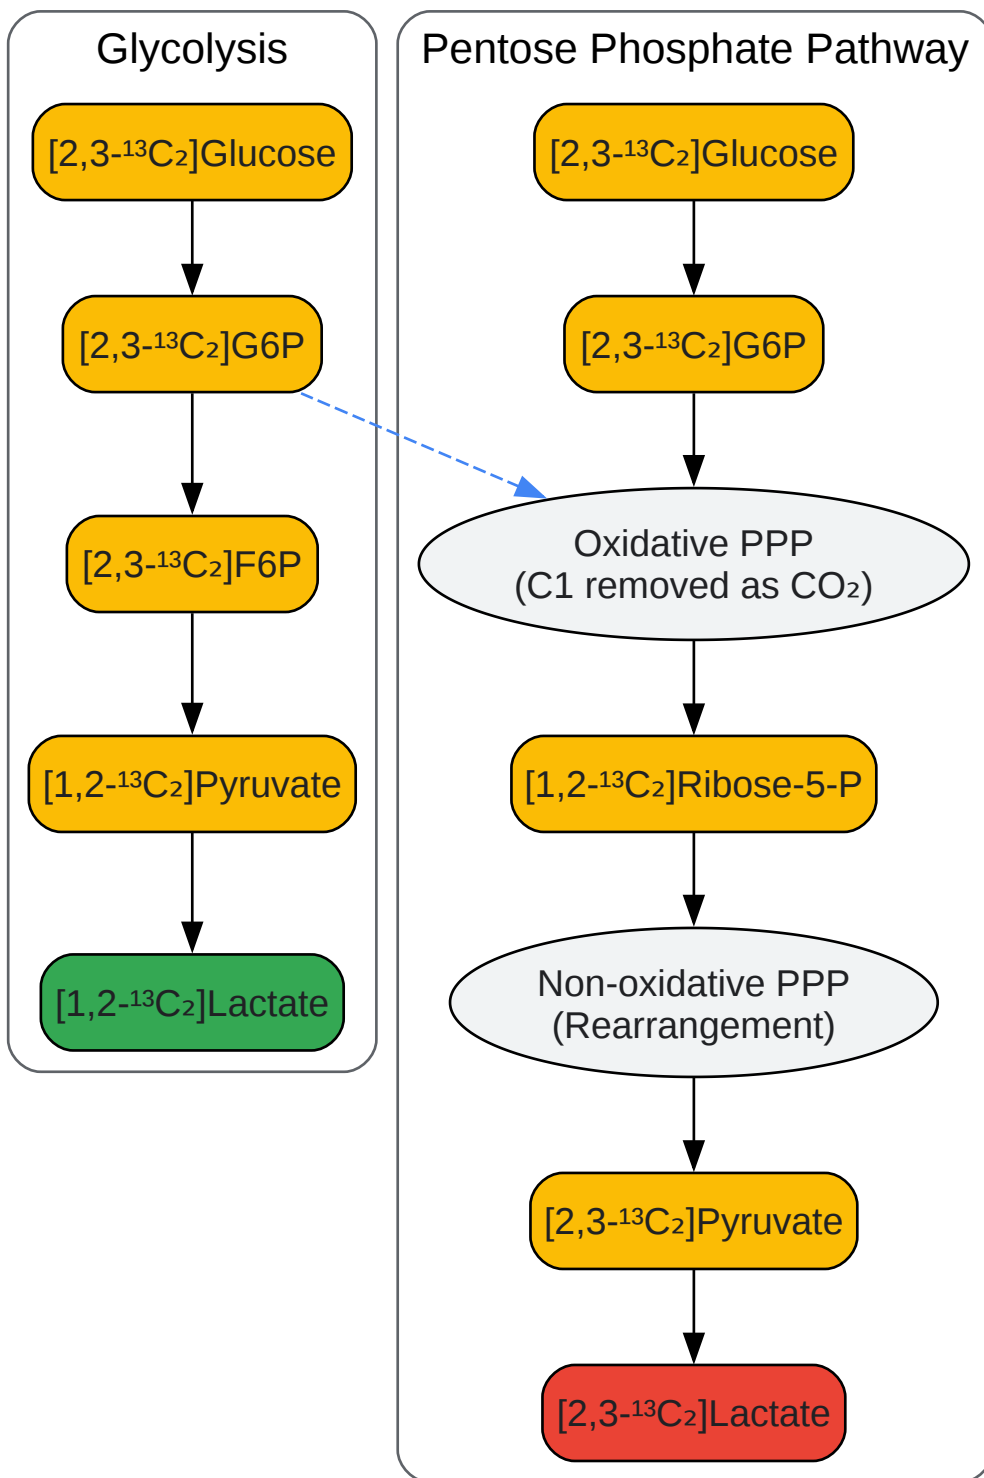 Glycolysis
[2,3-¹³C₂]Glucose
[2,3-¹³C₂]G6P
[2,3-¹³C₂]F6P
[1,2-¹³C₂]Pyruvate
[1,2-¹³C₂]Lactate
Pentose Phosphate Pathway
[2,3-¹³C₂]Glucose
[2,3-¹³C₂]G6P
Oxidative PPP
(C1 removed as CO₂)
[1,2-¹³C₂]Ribose-5-P
Non-oxidative PPP
(Rearrangement)
[2,3-¹³C₂]Pyruvate
[2,3-¹³C₂]Lactate